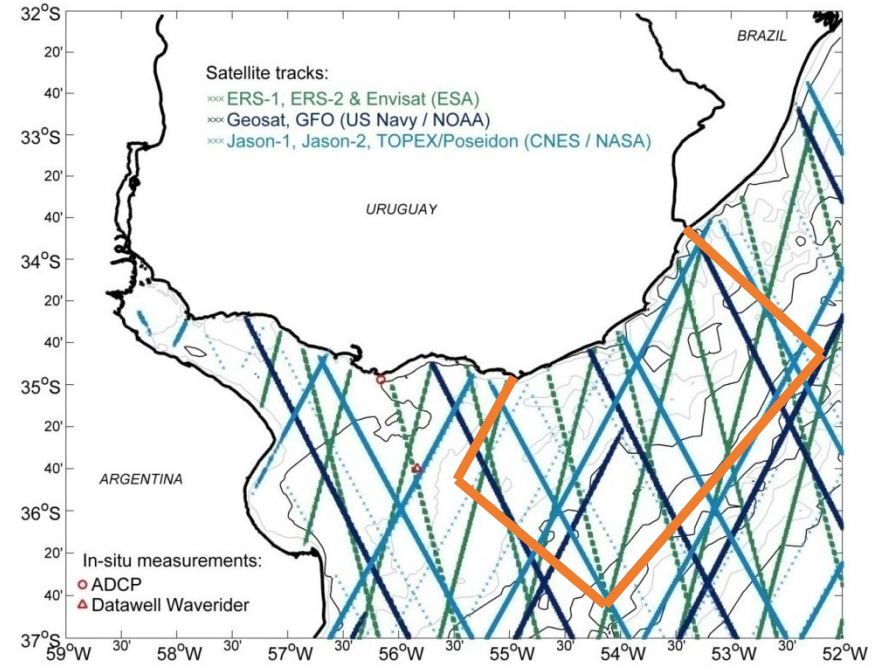 32°S
20'
40'
33°S
20'
40'
34°S
20'
40'
35°S
20'
40'
36°S
20'
40'
37°S
BRAZIL
Satellite tracks:
××× ERS-1, ERS-2 & Envisat (ESA)
××× Geosat, GFO (US Navy / NOAA)
××× Jason-1, Jason-2, TOPEX/Poseidon (CNES / NASA)
URUGUAY
ARGENTINA
In-situ measurements:
ADCP
Datawell Waverider
59°W 30' 58°W 30' 57°W 30' 56°W 30' 55°W 30' 54°W 30' 53°W 30' 52°W